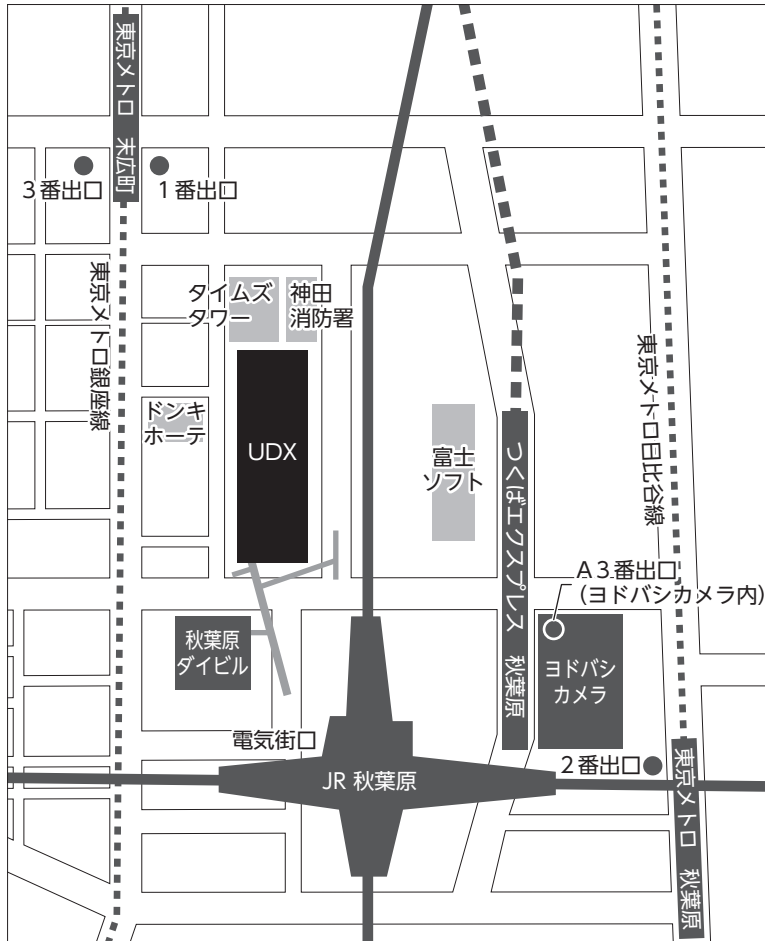 東京メトロ 末広町
3番出口
1番出口
東京メトロ銀座線
タイムズ
タワー
神田
消防署
ドンキ
ホーテ
UDX
富士
ソフト
つくばエクスプレス 秋葉原
東京メトロ日比谷線
A3番出口
(ヨドバシカメラ内)
秋葉原
ダイビル
ヨドバシ
カメラ
電気街口
JR 秋葉原
2番出口
東京メトロ 秋葉原